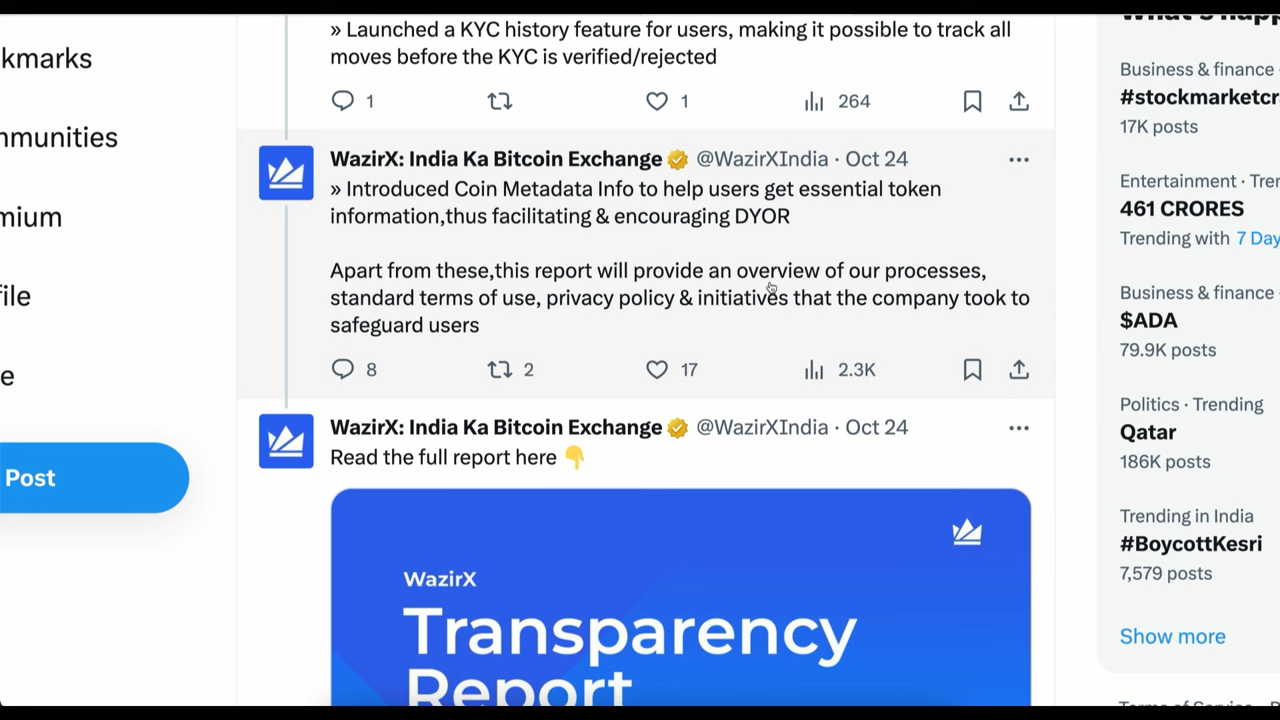 » Launched a KYC history feature for users, making it possible to track all
moves before the KYC is verified/rejected
1
1
264
WazirX: India Ka Bitcoin Exchange @WazirXIndia · Oct 24
» Introduced Coin Metadata Info to help users get essential token
information,thus facilitating & encouraging DYOR
Apart from these,this report will provide an overview of our processes,
standard terms of use, privacy policy & initiatives that the company took to
safeguard users
8
2
17
2.3K
WazirX: India Ka Bitcoin Exchange @WazirXIndia · Oct 24
Read the full report here 👇
WazirX
Transparency
Report
kmarks
mmunities
mium
file
e
Post
Business & finance ·
#stockmarketcr
17K posts
Entertainment · Tren
461 CRORES
Trending with 7 Day
Business & finance ·
$ADA
79.9K posts
Politics · Trending
Qatar
186K posts
Trending in India
#BoycottKesri
7,579 posts
Show more